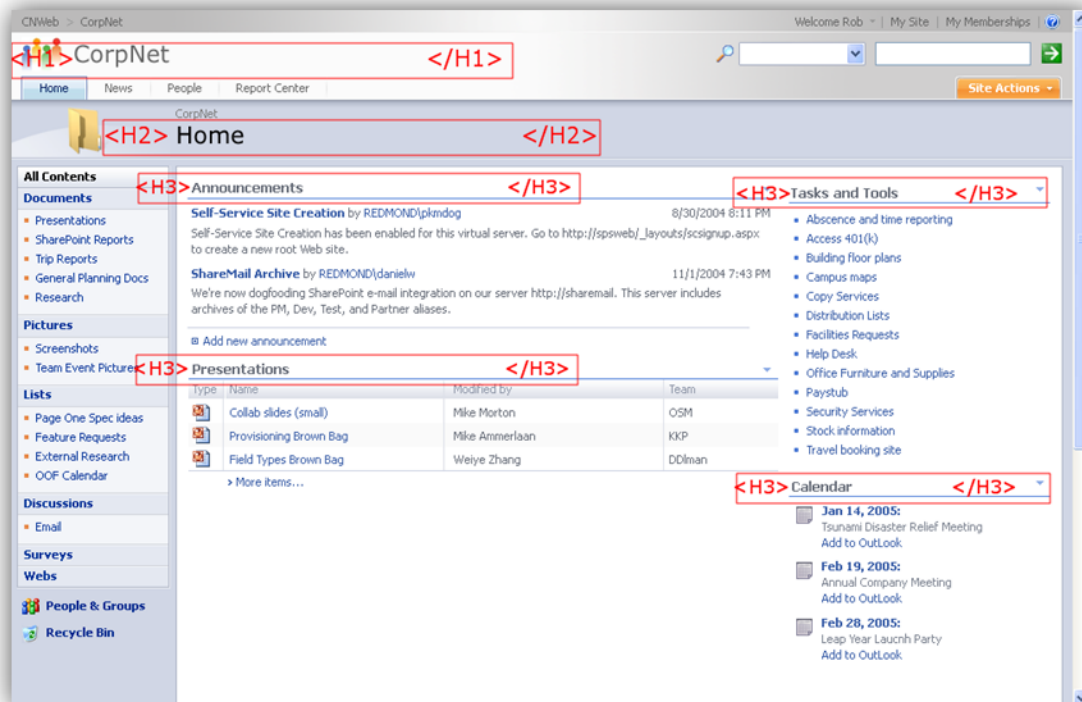 CNWeb > CorpNet
Welcome Rob | My Site | My Memberships
<H1> CorpNet </H1>
Home News People Report Center
Site Actions
CorpNet
<H2> Home </H2>
All Contents
Documents
Presentations
SharePoint Reports
Trip Reports
General Planning Docs
Research
Pictures
Screenshots
Team Event Pictures
Lists
Page One Spec ideas
Feature Requests
External Research
OOF Calendar
Discussions
Email
Surveys
Webs
People & Groups
Recycle Bin
<H3> Announcements </H3>
Self-Service Site Creation by REDMOND\pkmdog 8/30/2004 8:11 PM
Self-Service Site Creation has been enabled for this virtual server. Go to http://spsweb/_layouts/scsignup.aspx
to create a new root Web site.
ShareMail Archive by REDMOND\danielw 11/1/2004 7:43 PM
We're now dogfooding SharePoint e-mail integration on our server http://sharemail. This server includes
archives of the PM, Dev, Test, and Partner aliases.
Add new announcement
<H3> Presentations </H3>
Type Name Modified by Team
Collab slides (small) Mike Morton OSM
Provisioning Brown Bag Mike Ammerlaan KKP
Field Types Brown Bag Weiye Zhang DDlman
> More items...
<H3> Tasks and Tools </H3>
Abscence and time reporting
Access 401(k)
Building floor plans
Campus maps
Copy Services
Distribution Lists
Facilities Requests
Help Desk
Office Furniture and Supplies
Paystub
Security Services
Stock information
Travel booking site
<H3> Calendar </H3>
Jan 14, 2005:
Tsunami Disaster Relief Meeting
Add to OutLook
Feb 19, 2005:
Annual Company Meeting
Add to OutLook
Feb 28, 2005:
Leap Year Laucnh Party
Add to OutLook